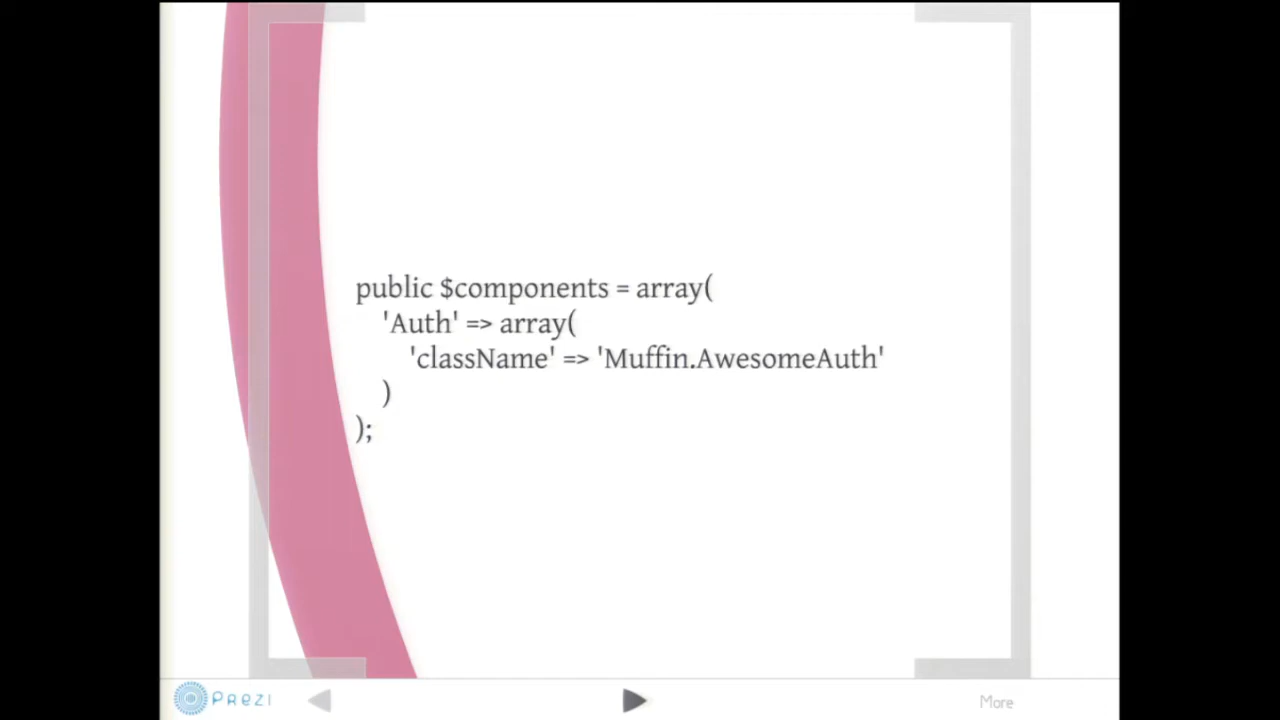 public $components = array(
'Auth' => array(
'className' => 'Muffin.AwesomeAuth'
)
);
Prezi
More